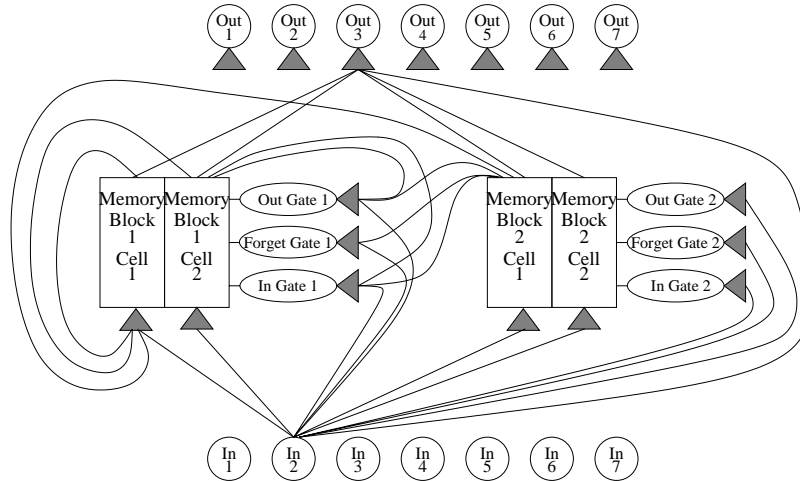 Out 1
Out 2
Out 3
Out 4
Out 5
Out 6
Out 7
Memory
Block
1
Cell
1
Memory
Block
1
Cell
2
Out Gate 1
Forget Gate 1
In Gate 1
Memory
Block
2
Cell
1
Memory
Block
2
Cell
2
Out Gate 2
Forget Gate 2
In Gate 2
In 1
In 2
In 3
In 4
In 5
In 6
In 7